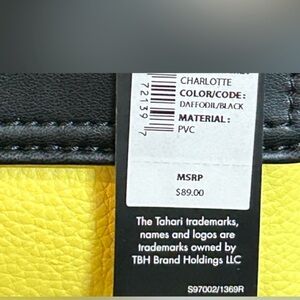 CHARLOTTE
COLOR/CODE:
DAFFODIL/BLACK
MATERIAL:
PVC
72139 7
MSRP
$89.00
The Tahari trademarks,
names and logos are
trademarks owned by
TBH Brand Holdings LLC
S97002/1369R